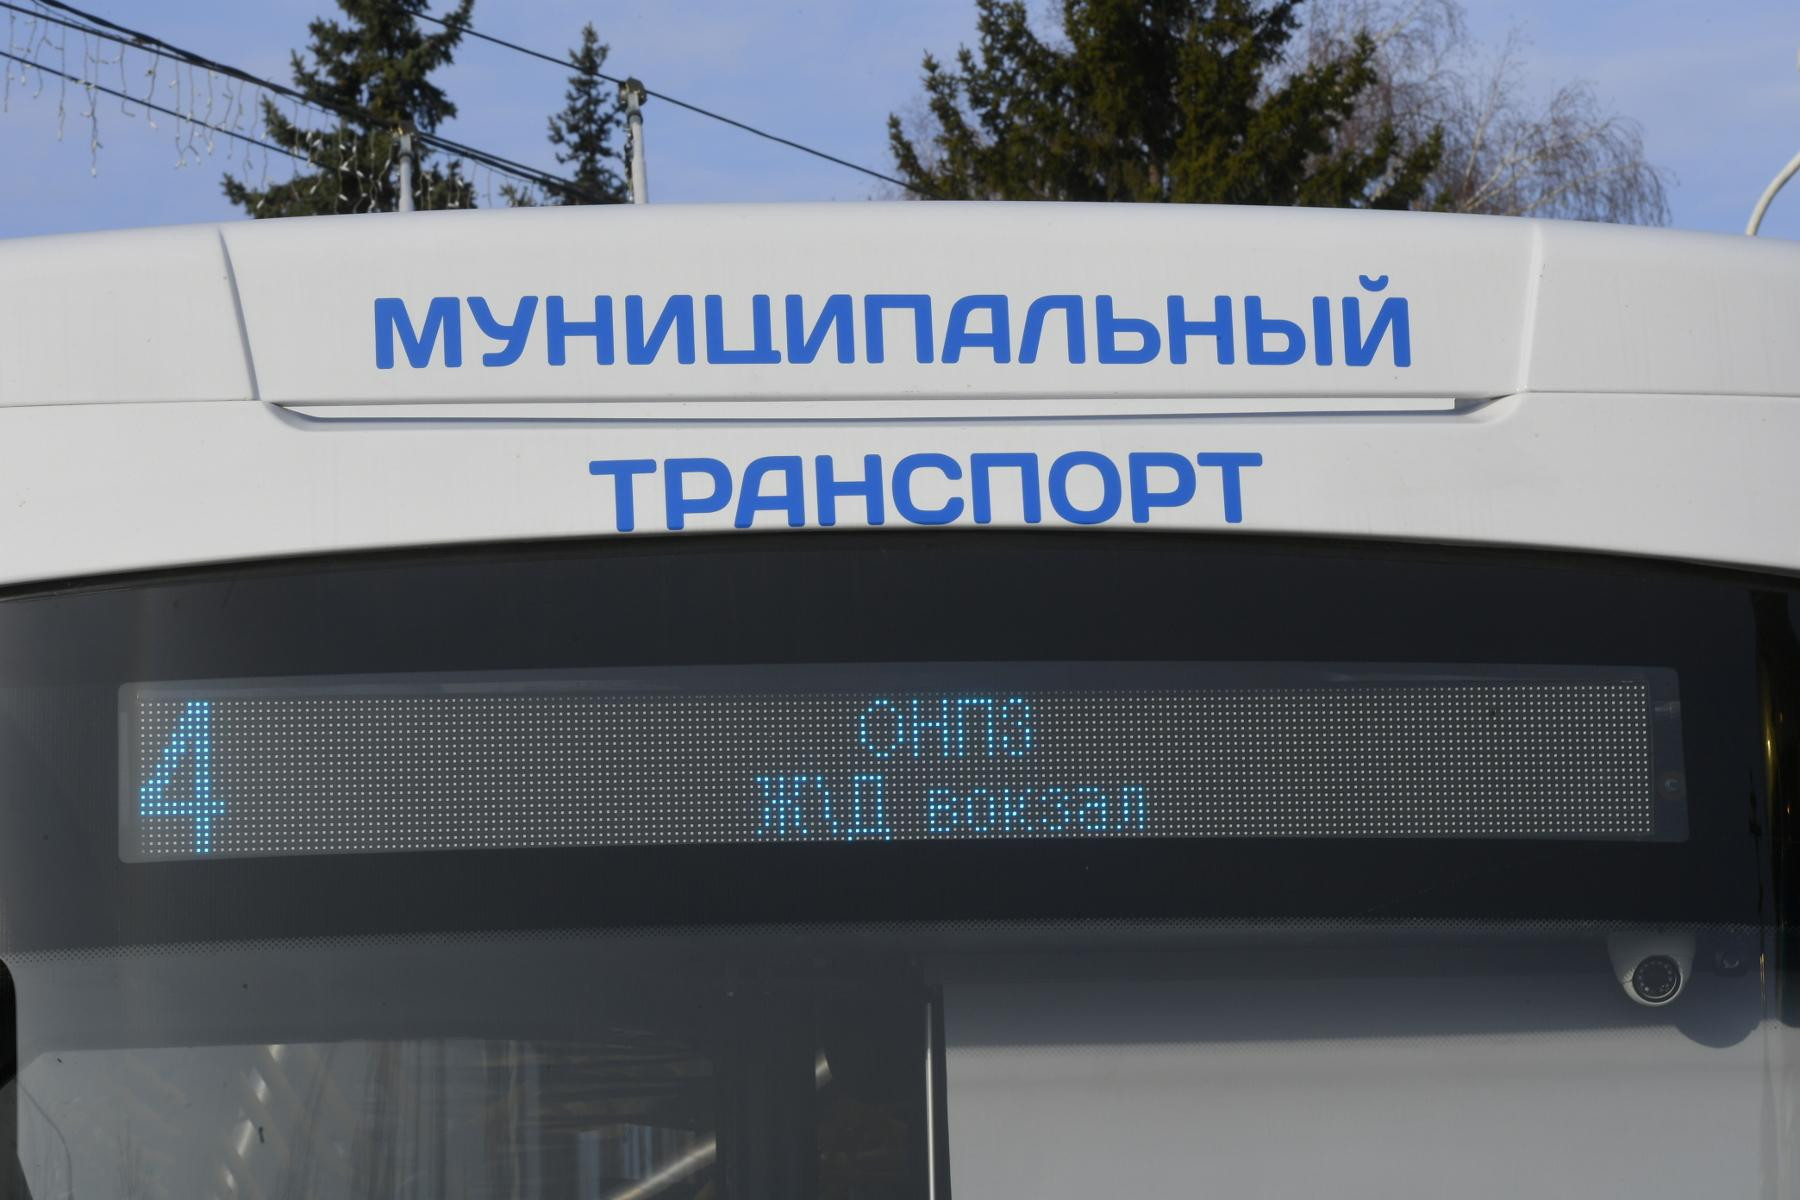 МУНИЦИПАЛЬНЫЙ
ТРАНСПОРТ
4
ОНПЗ
Ж\Д вокзал